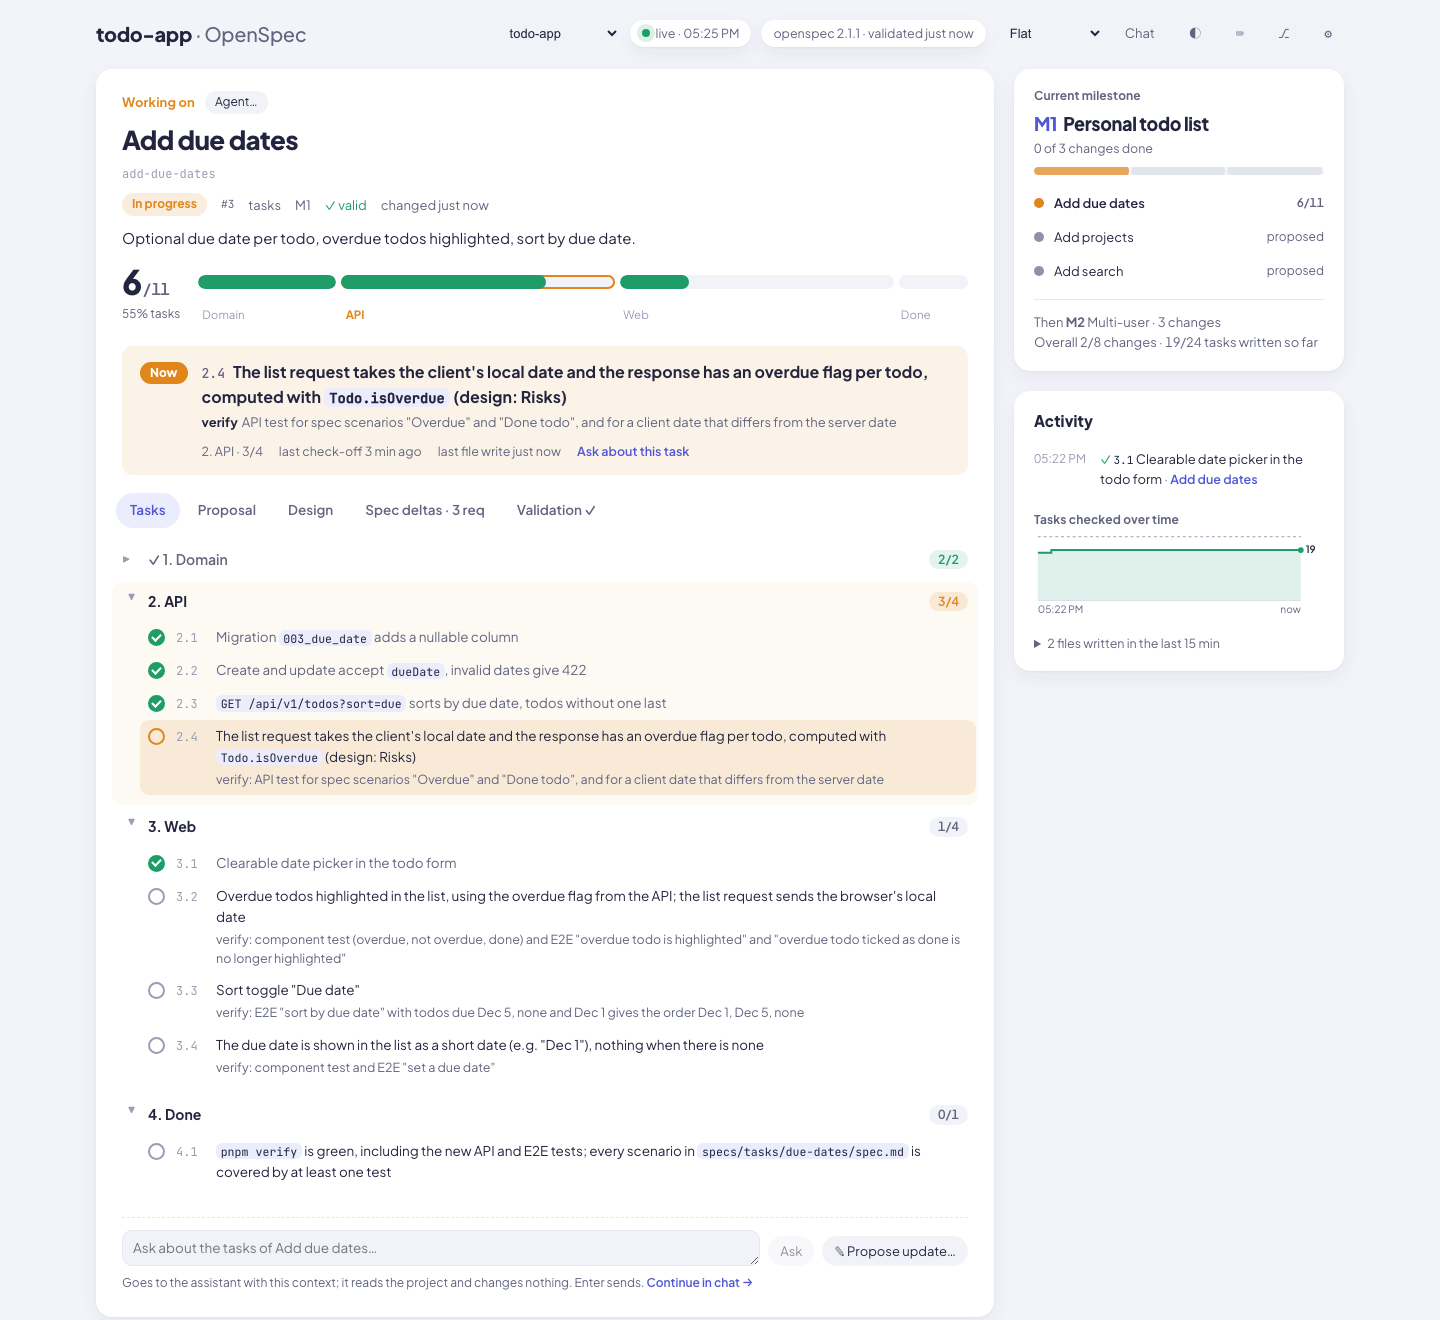 todo-app · OpenSpec
todo-app
live · 05:25 PM
openspec 2.1.1 · validated just now
Flat
Chat
Working on
Agent…
Add due dates
add-due-dates
In progress
#3
tasks
M1
✓ valid
changed just now
Optional due date per todo, overdue todos highlighted, sort by due date.
6/11
55% tasks
Domain
API
Web
Done
Now
2.4 The list request takes the client's local date and the response has an overdue flag per todo,
computed with Todo.isOverdue (design: Risks)
verify API test for spec scenarios "Overdue" and "Done todo", and for a client date that differs from the server date
2. API · 3/4
last check-off 3 min ago
last file write just now
Ask about this task
Tasks
Proposal
Design
Spec deltas · 3 req
Validation ✓
✓ 1. Domain
2/2
2. API
3/4
2.1 Migration 003_due_date adds a nullable column
2.2 Create and update accept dueDate, invalid dates give 422
2.3 GET /api/v1/todos?sort=due sorts by due date, todos without one last
2.4 The list request takes the client's local date and the response has an overdue flag per todo, computed with
Todo.isOverdue (design: Risks)
verify: API test for spec scenarios "Overdue" and "Done todo", and for a client date that differs from the server date
3. Web
1/4
3.1 Clearable date picker in the todo form
3.2 Overdue todos highlighted in the list, using the overdue flag from the API; the list request sends the browser's local
date
verify: component test (overdue, not overdue, done) and E2E "overdue todo is highlighted" and "overdue todo ticked as done is
no longer highlighted"
3.3 Sort toggle "Due date"
verify: E2E "sort by due date" with todos due Dec 5, none and Dec 1 gives the order Dec 1, Dec 5, none
3.4 The due date is shown in the list as a short date (e.g. "Dec 1"), nothing when there is none
verify: component test and E2E "set a due date"
4. Done
0/1
4.1 pnpm verify is green, including the new API and E2E tests; every scenario in specs/tasks/due-dates/spec.md is
covered by at least one test
Ask about the tasks of Add due dates…
Ask
✎ Propose update…
Goes to the assistant with this context; it reads the project and changes nothing. Enter sends. Continue in chat →
Current milestone
M1 Personal todo list
0 of 3 changes done
Add due dates
6/11
Add projects
proposed
Add search
proposed
Then M2 Multi-user · 3 changes
Overall 2/8 changes · 19/24 tasks written so far
Activity
05:22 PM
✓ 3.1 Clearable date picker in the
todo form · Add due dates
Tasks checked over time
19
05:22 PM
now
2 files written in the last 15 min